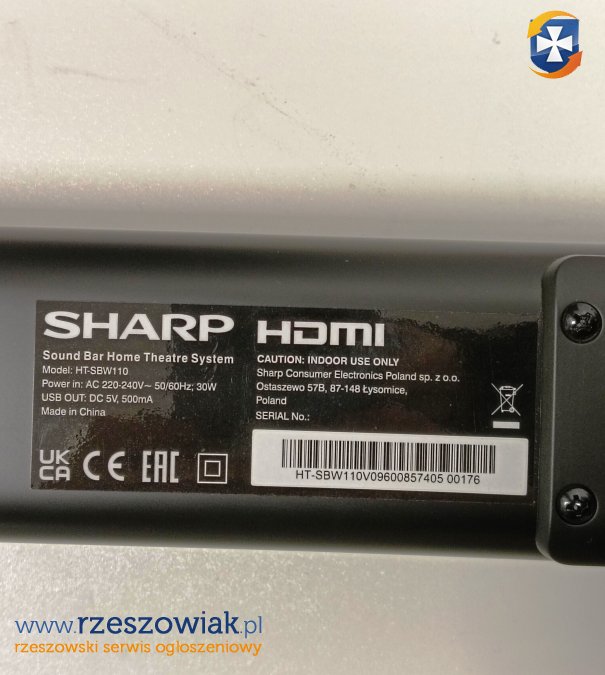 SHARP
Sound Bar Home Theatre System
Model: HT-SBW110
Power in: AC 220-240V~ 50/60Hz; 30W
USB OUT: DC 5V, 500mA
Made in China
UK
CA CE EAC
HDMI
CAUTION: INDOOR USE ONLY
Sharp Consumer Electronics Poland sp. z o.o.
Ostaszewo 57B, 87-148 Łysomice,
Poland
SERIAL No.:
HT-SBW110V09600857405 00176
www.rzeszowiak.pl
rzeszowski serwis ogłoszeniowy